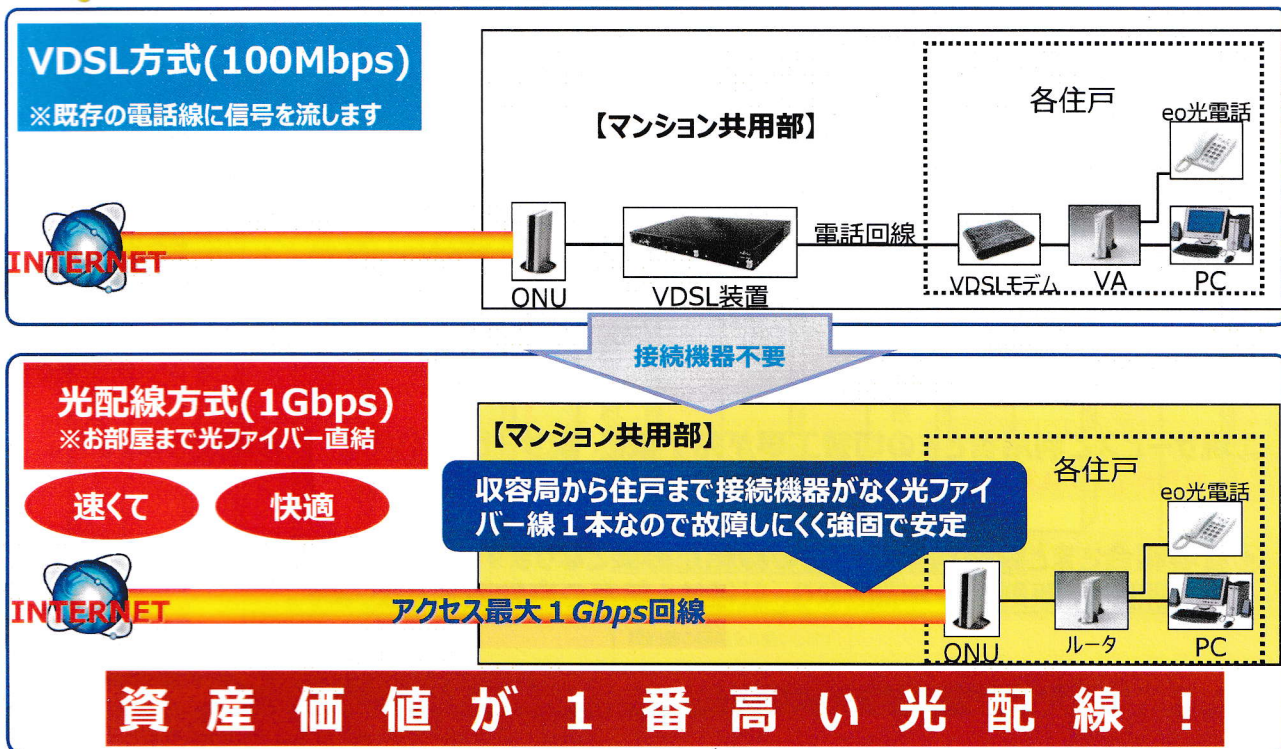 VDSL方式(100Mbps)
※既存の電話線に信号を流します
【マンション共用部】
各住戸
eo光電話
INTERNET
電話回線
ONU
VDSL装置
VDSLモデム
VA
PC
接続機器不要
光配線方式(1Gbps)
※お部屋まで光ファイバー直結
速くて
快適
【マンション共用部】
収容局から住戸まで接続機器がなく光ファイ
バー線１本なので故障しにくく強固で安定
各住戸
eo光電話
INTERNET
アクセス最大１Gbps回線
ONU
ルータ
PC
資産価値が１番高い光配線！